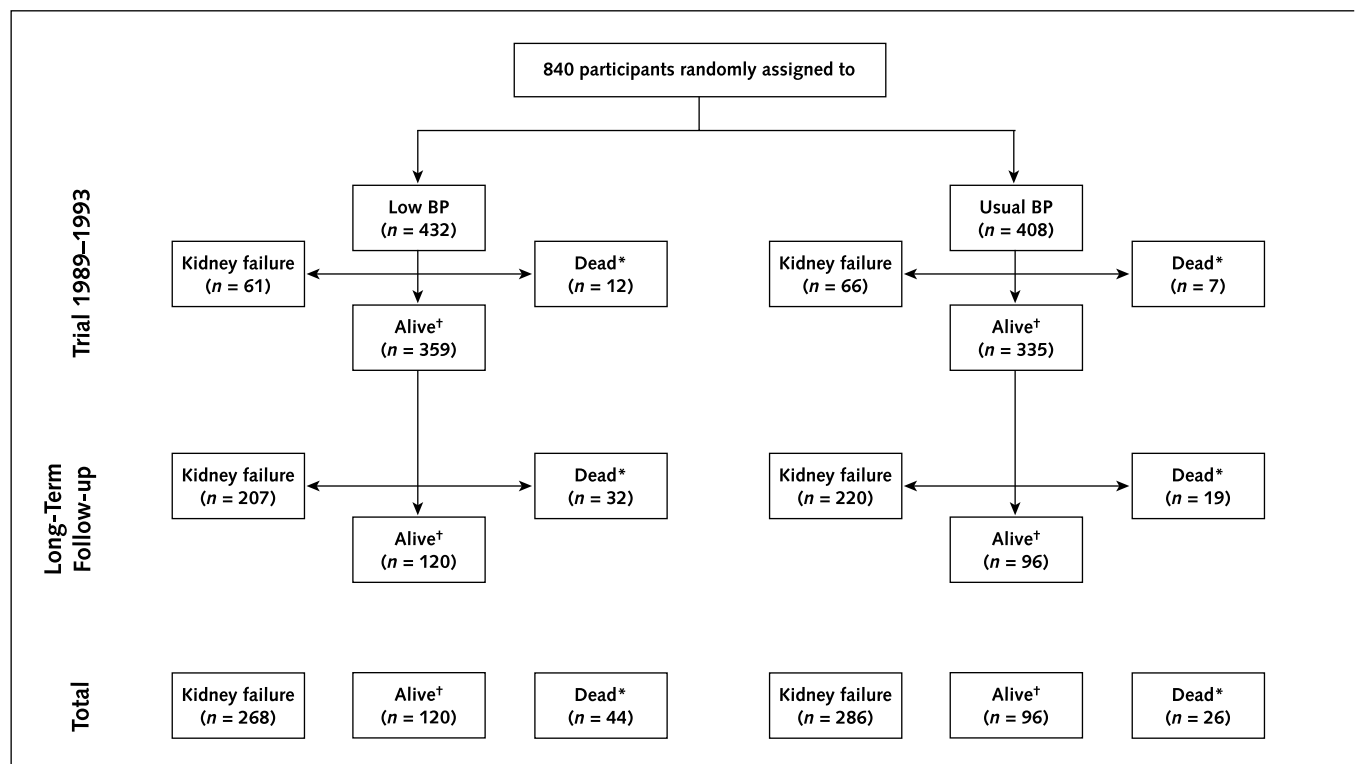 840 participants randomly assigned to
Trial 1989–1993
Low BP
(n = 432)
Usual BP
(n = 408)
Kidney failure
(n = 61)
Dead*
(n = 12)
Kidney failure
(n = 66)
Dead*
(n = 7)
Alive†
(n = 359)
Alive†
(n = 335)
Long-Term
Follow-up
Kidney failure
(n = 207)
Dead*
(n = 32)
Kidney failure
(n = 220)
Dead*
(n = 19)
Alive†
(n = 120)
Alive†
(n = 96)
Total
Kidney failure
(n = 268)
Alive†
(n = 120)
Dead*
(n = 44)
Kidney failure
(n = 286)
Alive†
(n = 96)
Dead*
(n = 26)